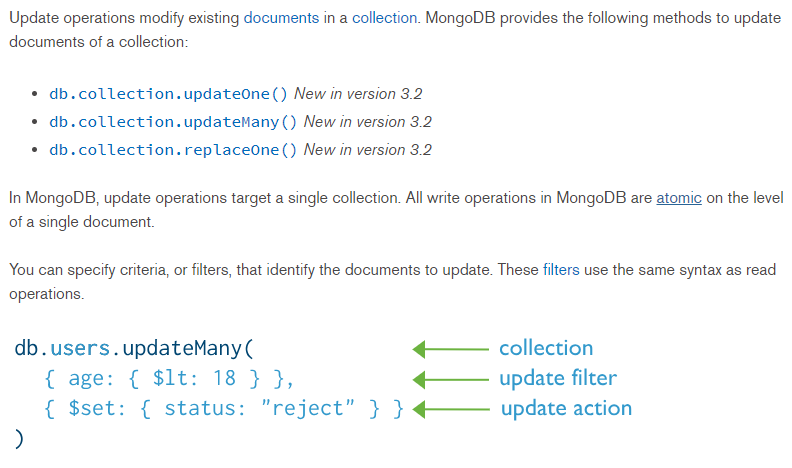 Update operations modify existing documents in a collection. MongoDB provides the following methods to update
documents of a collection:
• db.collection.updateOne() New in version 3.2
• db.collection.updateMany() New in version 3.2
• db.collection.replaceOne() New in version 3.2
In MongoDB, update operations target a single collection. All write operations in MongoDB are atomic on the level
of a single document.
You can specify criteria, or filters, that identify the documents to update. These filters use the same syntax as read
operations.
db.users.updateMany( collection
{ age: { $lt: 18 } }, update filter
{ $set: { status: "reject" } } update action
)